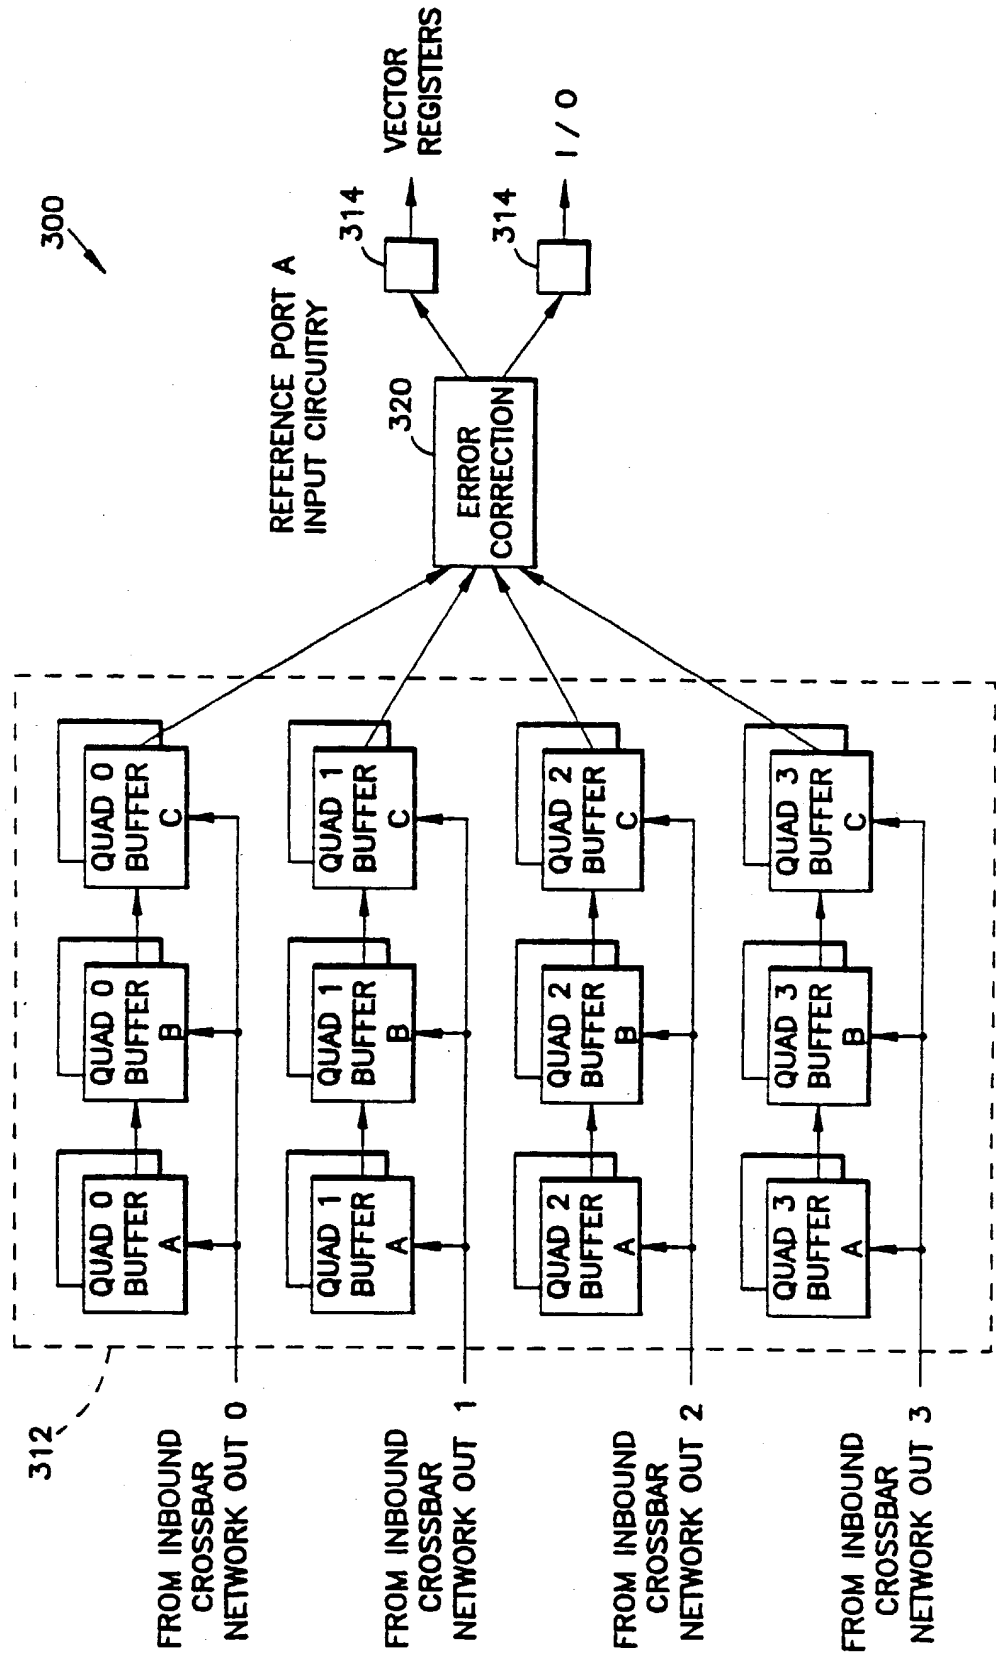 300
REFERENCE PORT A
INPUT CIRCUITRY
312
FROM INBOUND
CROSSBAR
NETWORK OUT 0
QUAD 0
BUFFER
A
QUAD 0
BUFFER
B
QUAD 0
BUFFER
C
FROM INBOUND
CROSSBAR
NETWORK OUT 1
QUAD 1
BUFFER
A
QUAD 1
BUFFER
B
QUAD 1
BUFFER
C
FROM INBOUND
CROSSBAR
NETWORK OUT 2
QUAD 2
BUFFER
A
QUAD 2
BUFFER
B
QUAD 2
BUFFER
C
FROM INBOUND
CROSSBAR
NETWORK OUT 3
QUAD 3
BUFFER
A
QUAD 3
BUFFER
B
QUAD 3
BUFFER
C
320
ERROR
CORRECTION
314
VECTOR
REGISTERS
314
I / O